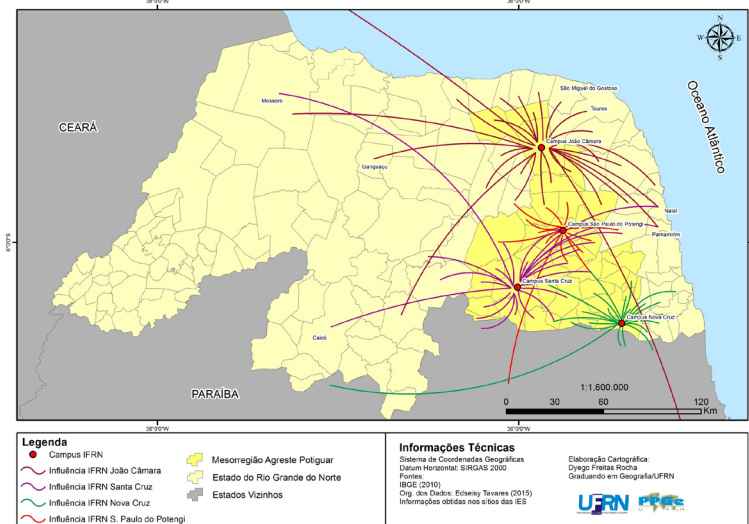 38°0'0"W
36°0'0"W
N
W
E
S
São Miguel do Gostoso
Touros
Mossoró
CEARÁ
Campus João Câmara
Oceano Atlântico
Ipanguaçu
Natal
Campus São Paulo do Potengi
Parnamirim
6°0'0"S
Campus Santa Cruz
Campus Nova Cruz
Caicó
1:1.600.000
PARAÍBA
0 30 60 120
Km
38°0'0"W
36°0'0"W
Legenda
Campus IFRN
Influência IFRN João Câmara
Influência IFRN Santa Cruz
Influência IFRN Nova Cruz
Influência IFRN S. Paulo do Potengi
Mesorregião Agreste Potiguar
Estado do Rio Grande do Norte
Estados Vizinhos
Informações Técnicas
Sistema de Coordenadas Geográficas
Datum Horizontal: SIRGAS 2000
Fontes:
IBGE (2010)
Org. dos Dados: Edseisy Tavares (2015)
Informações obtidas nos sítios das IES
Elaboração Cartográfica:
Dyego Freitas Rocha
Graduando em Geografia/UFRN
UFRN
PPGe
UFRN